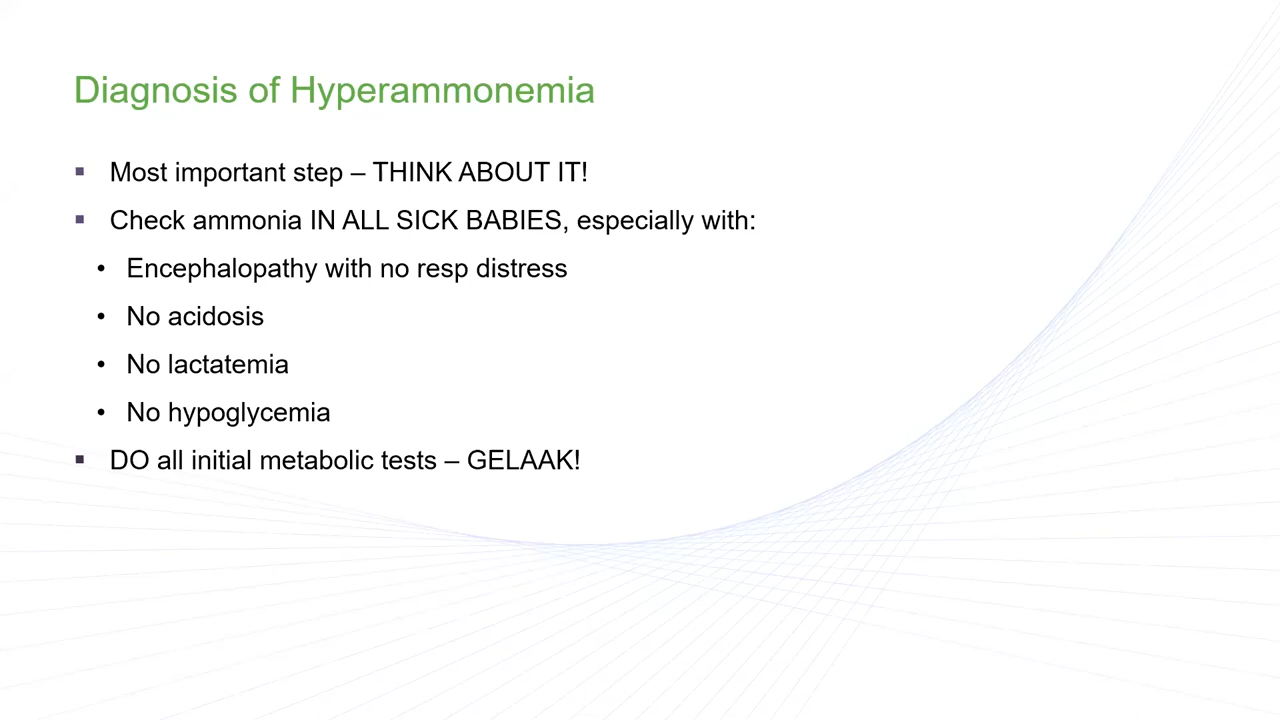 Diagnosis of Hyperammonemia
▪ Most important step – THINK ABOUT IT!
▪ Check ammonia IN ALL SICK BABIES, especially with:
• Encephalopathy with no resp distress
• No acidosis
• No lactatemia
• No hypoglycemia
▪ DO all initial metabolic tests – GELAAK!